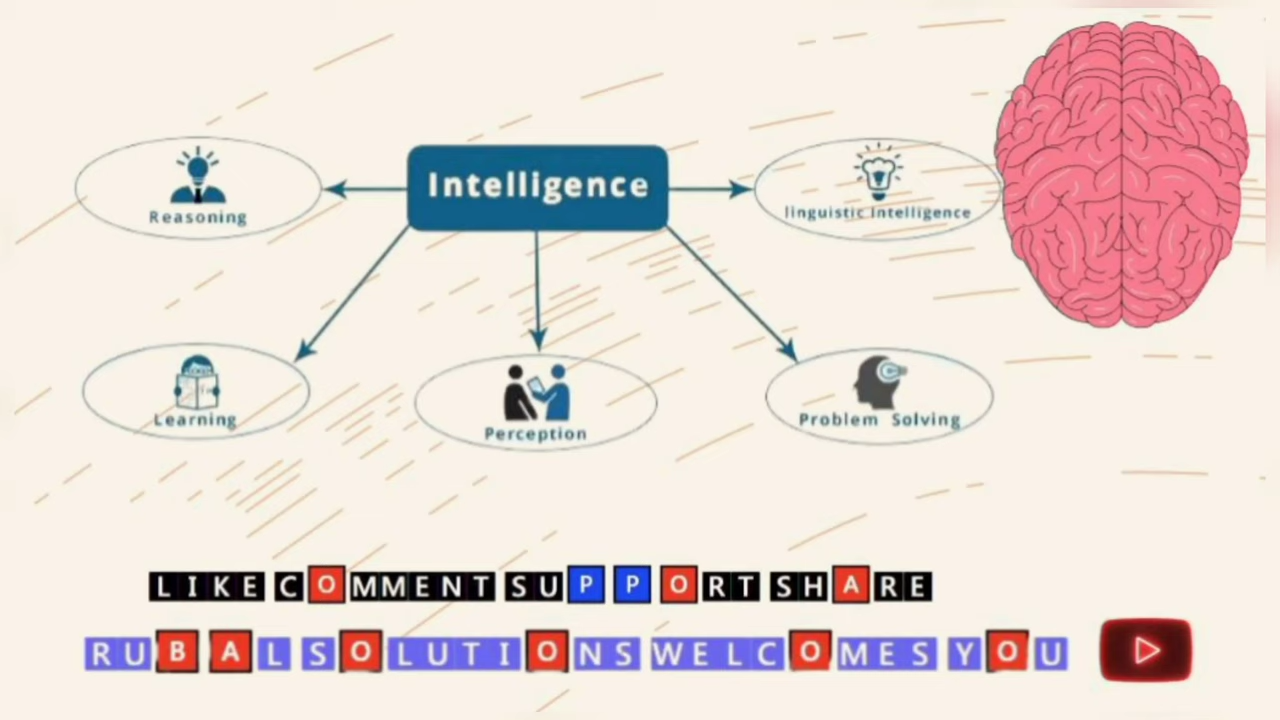 Intelligence
Reasoning
linguistic Intelligence
Learning
Perception
Problem Solving
LIKE COMMENT SUPPORT SHARE
RUBAL SOLUTIONS WELCOMES YOU